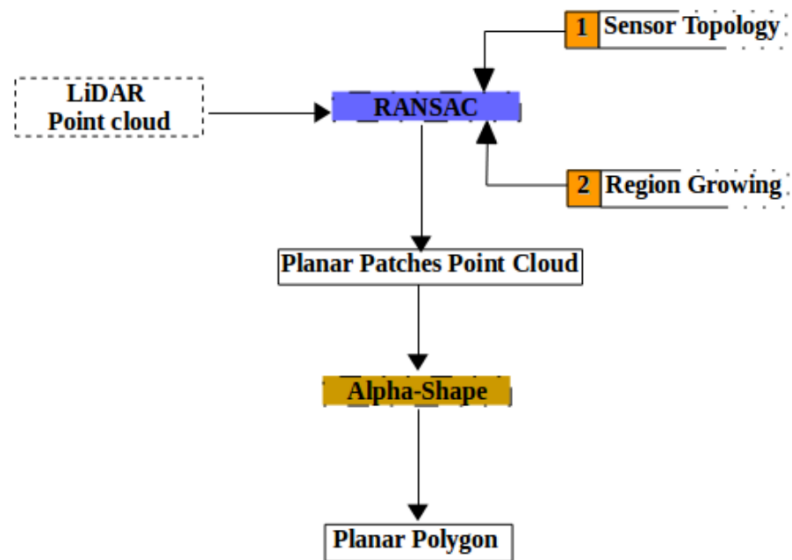 1 Sensor Topology
LiDAR
Point cloud
RANSAC
2 Region Growing
Planar Patches Point Cloud
Alpha-Shape
Planar Polygon